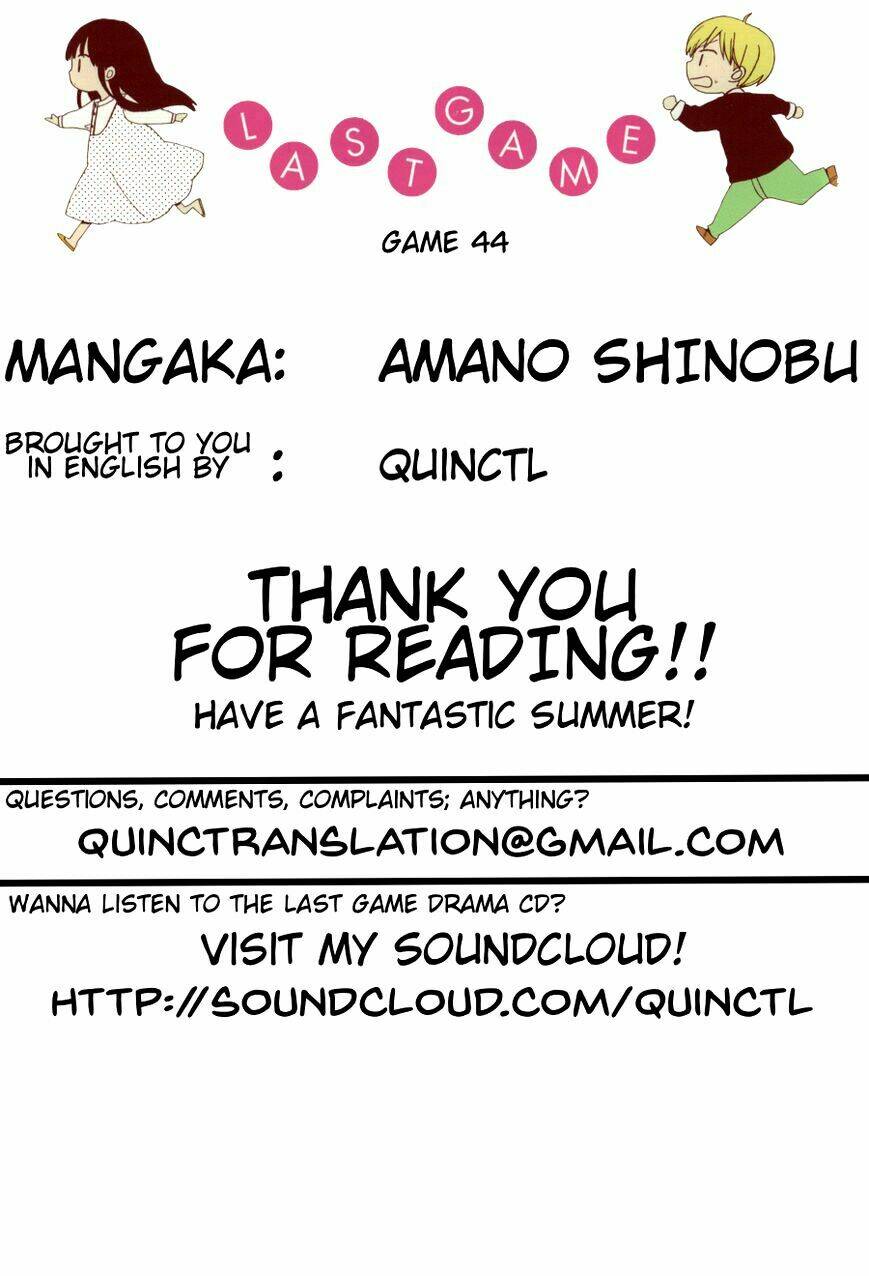 LAST GAME
GAME 44
MANGAKA: AMANO SHINOBU
BROUGHT TO YOU
IN ENGLISH BY : QUINCTL
THANK YOU
FOR READING!!
HAVE A FANTASTIC SUMMER!
QUESTIONS, COMMENTS, COMPLAINTS; ANYTHING?
QUINCTRANSLATION@GMAIL.COM
WANNA LISTEN TO THE LAST GAME DRAMA CD?
VISIT MY SOUNDCLOUD!
HTTP://SOUNDCLOUD.COM/QUINCTL